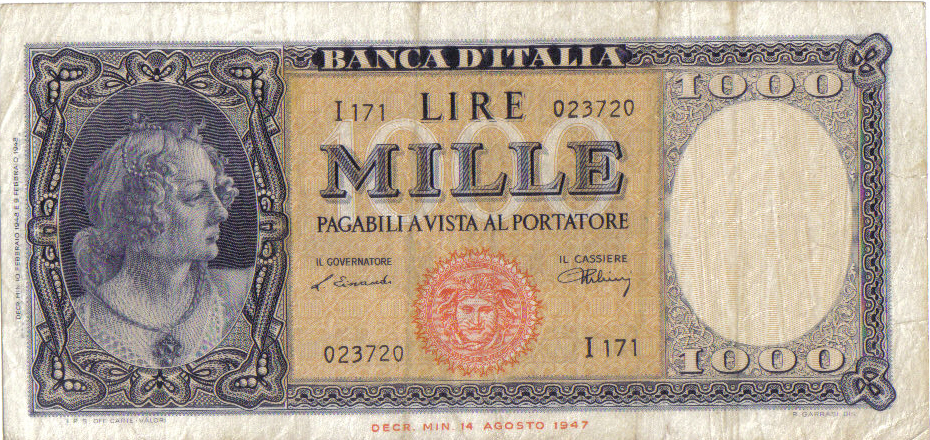 BANCA D'ITALIA
1000
I 171 LIRE 023720
1000
MILLE
PAGABILI A VISTA AL PORTATORE
IL GOVERNATORE
IL CASSIERE
023720
I 171
1000
DECR. MIN. 14 AGOSTO 1947